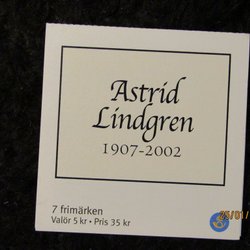 Astrid
Lindgren
1907-2002
7 frimärken
Valör 5 kr • Pris 35 kr